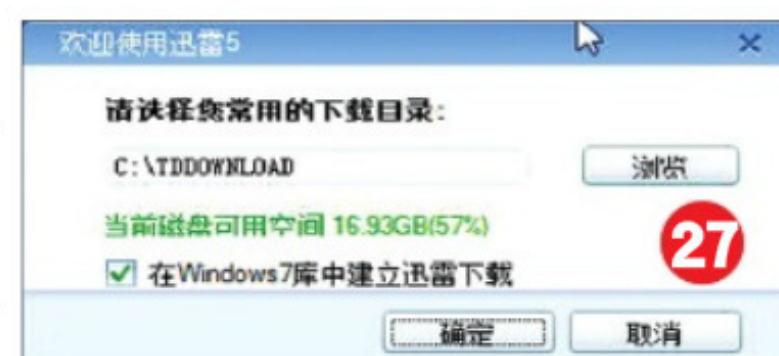 欢迎使用迅雷5
请选择您常用的下载目录:
C:\TDDOWNLOAD
浏览
当前磁盘可用空间 16.93GB(57%)
27
在Windows7库中建立迅雷下载
确定
取消